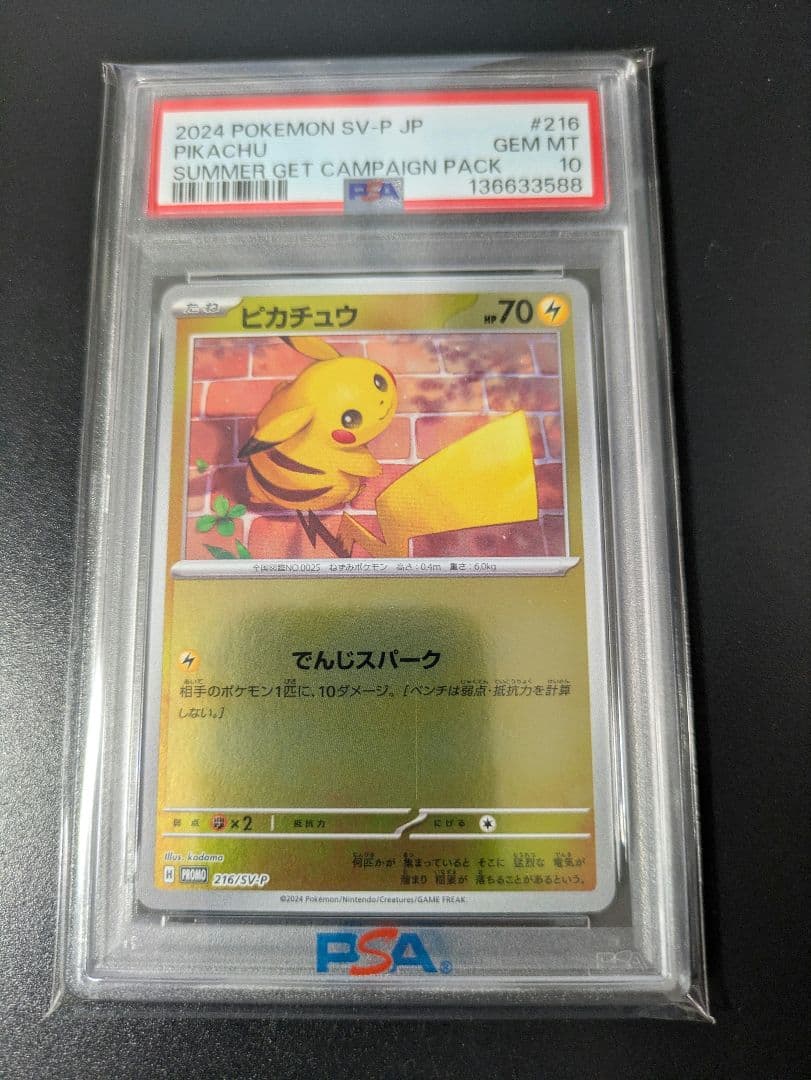 2024 POKEMON SV-P JP #216
PIKACHU GEM MT
SUMMER GET CAMPAIGN PACK 10
PSA 136633588
たね ピカチュウ HP70
全国図鑑NO.0025 ねずみポケモン 高さ:0.4m 重さ:6.0kg
でんじスパーク
相手のポケモン1匹に、10ダメージ。[ベンチは弱点・抵抗力を計算
しない。]
弱点 ×2 抵抗力 にげる
Illus. kodama
何匹かが 集まっていると そこに 猛烈な 電気が
溜まり 稲妻が 落ちることがあるという。
H PROMO 216/SV-P
©2024 Pokémon/Nintendo/Creatures/GAME FREAK.
PSA®